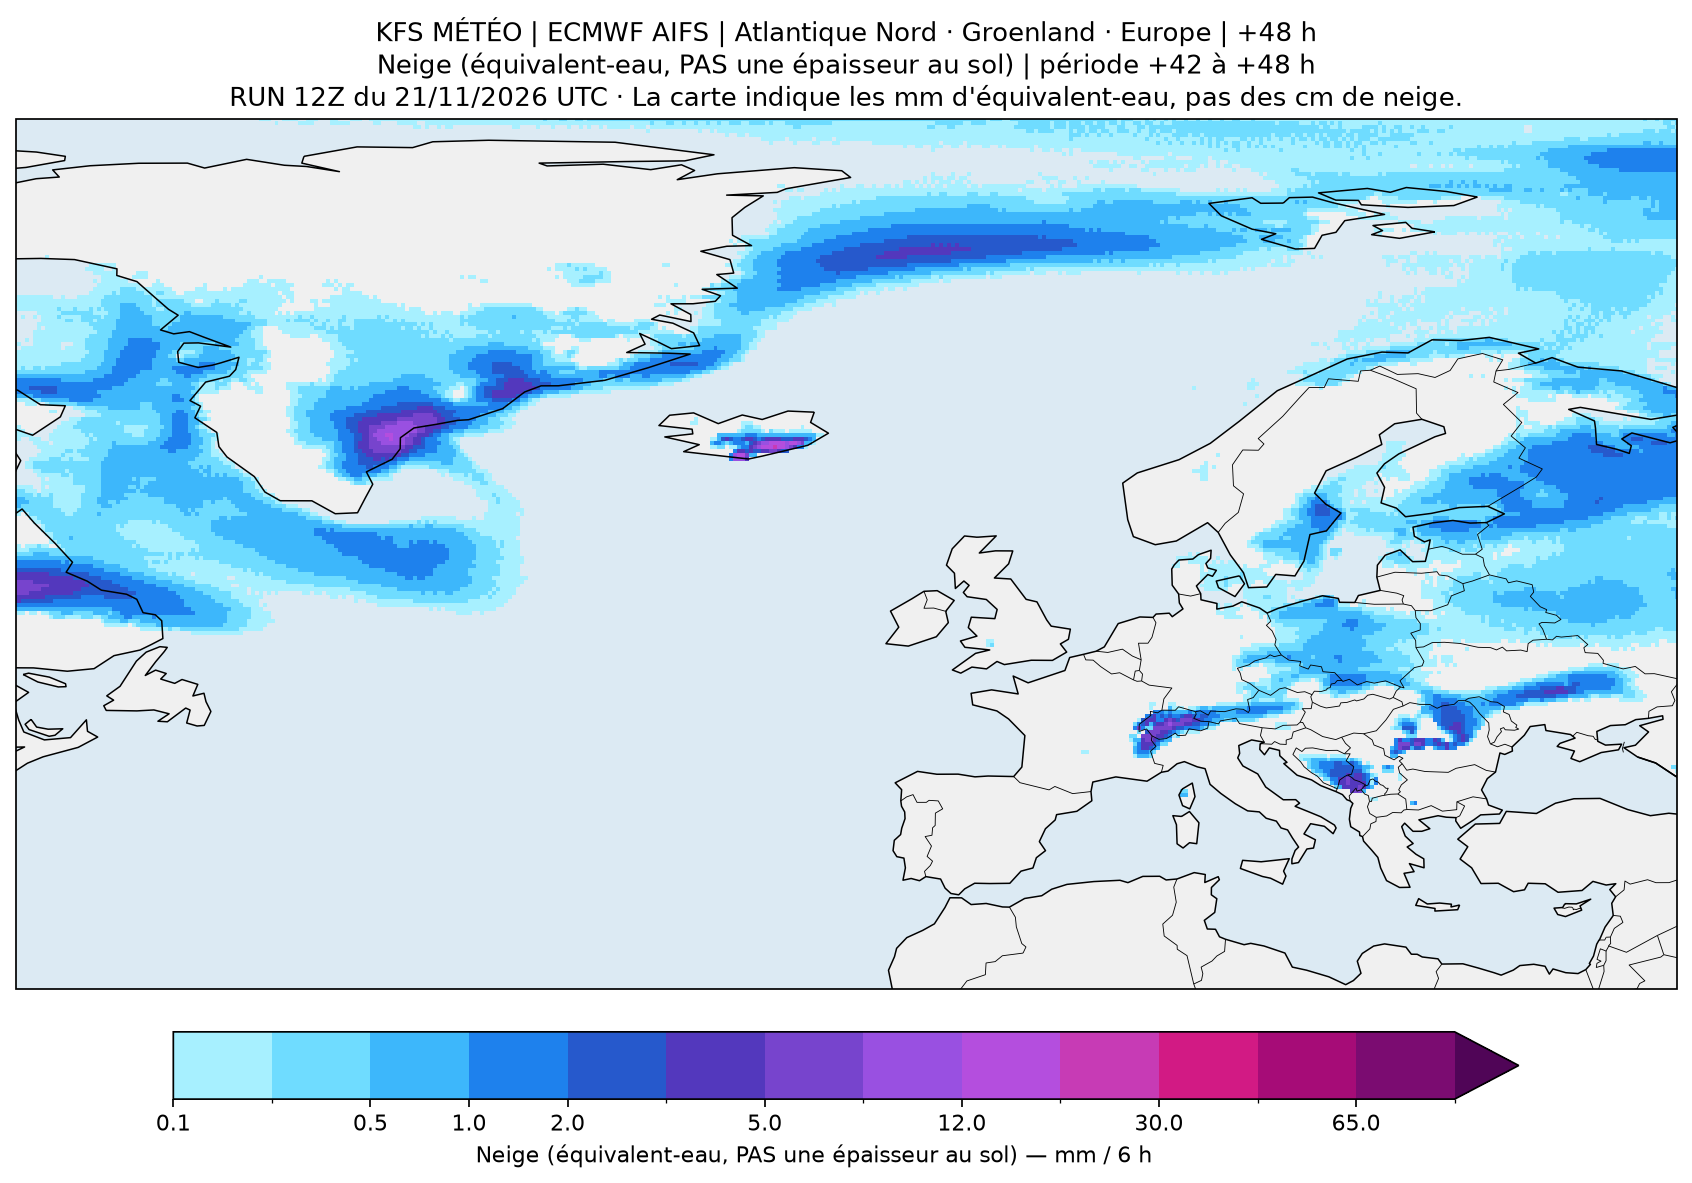 KFS MÉTÉO | ECMWF AIFS | Atlantique Nord · Groenland · Europe | +48 h
Neige (équivalent-eau, PAS une épaisseur au sol) | période +42 à +48 h
RUN 12Z du 21/11/2026 UTC · La carte indique les mm d'équivalent-eau, pas des cm de neige.
0.1 0.5 1.0 2.0 5.0 12.0 30.0 65.0
Neige (équivalent-eau, PAS une épaisseur au sol) — mm / 6 h